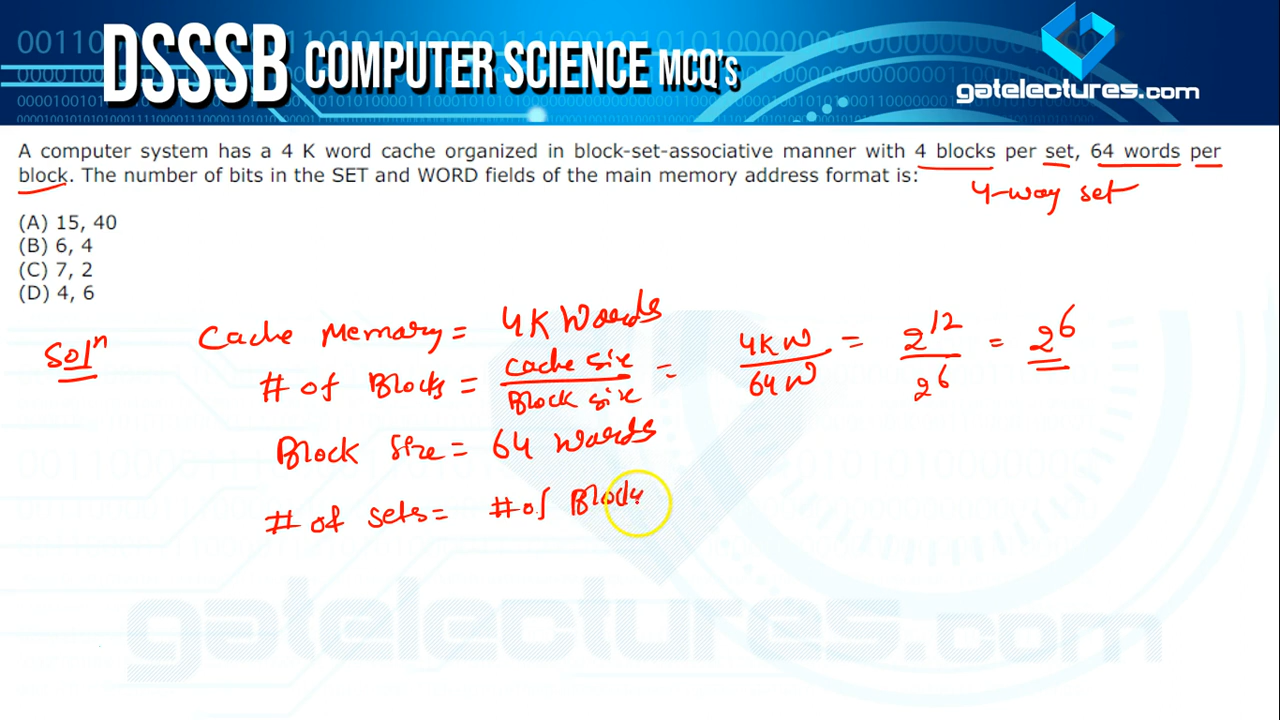 DSSSB COMPUTER SCIENCE MCQ's
gatelectures.com
A computer system has a 4 K word cache organized in block-set-associative manner with 4 blocks per set, 64 words per
block. The number of bits in the SET and WORD fields of the main memory address format is:
4-way set
(A) 15, 40
(B) 6, 4
(C) 7, 2
(D) 4, 6
Solⁿ
Cache Memory = 4K Words
# of Blocks = Cache size / Block size = 4K W / 64 W = 2^12 / 2^6 = 2^6
Block Size = 64 words
# of sets = # of Blocks
gatelectures.com